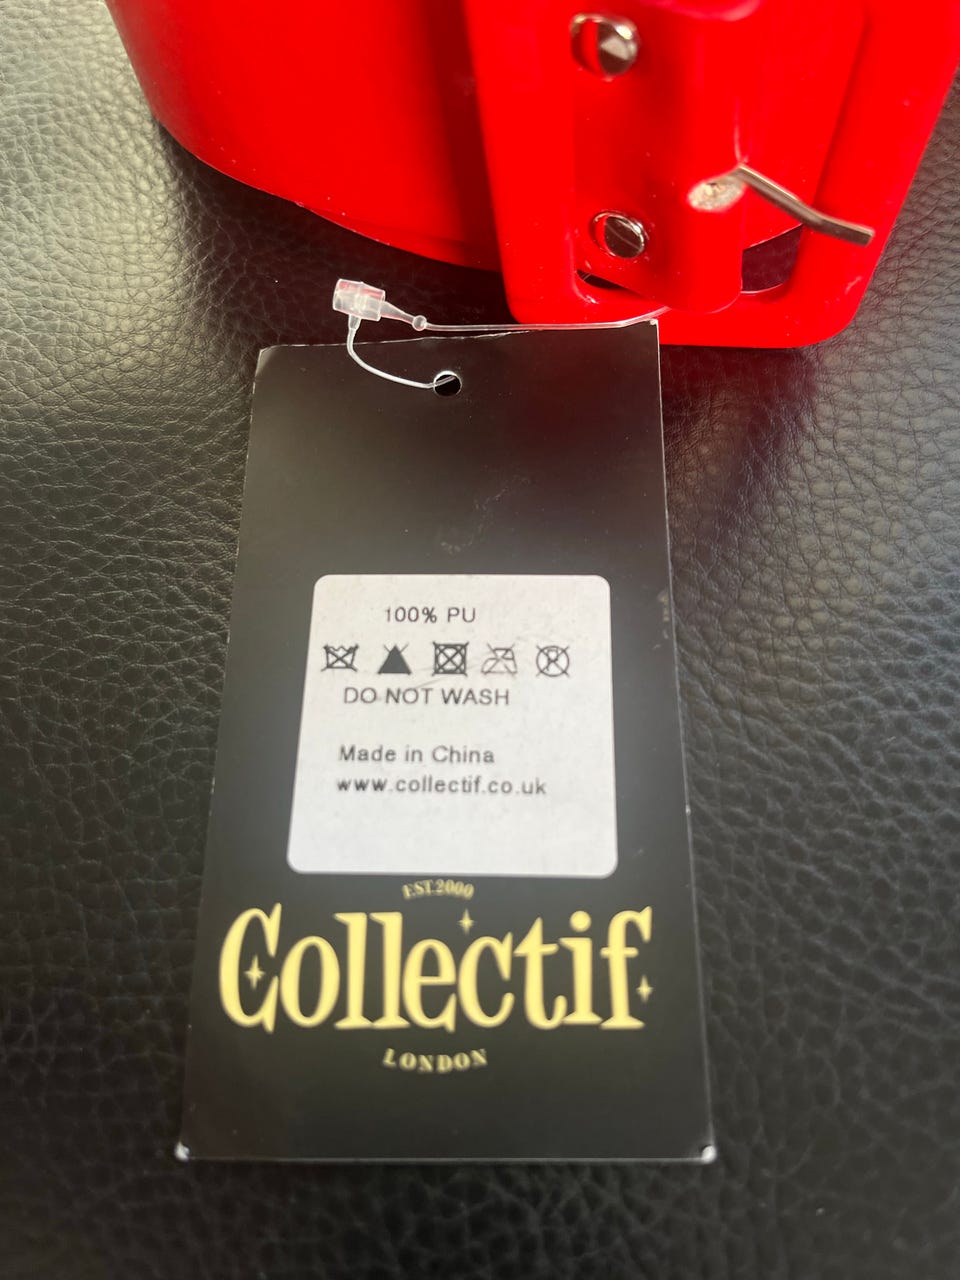 100% PU
DO NOT WASH
Made in China
www.collectif.co.uk
EST.2000
Collectif
LONDON